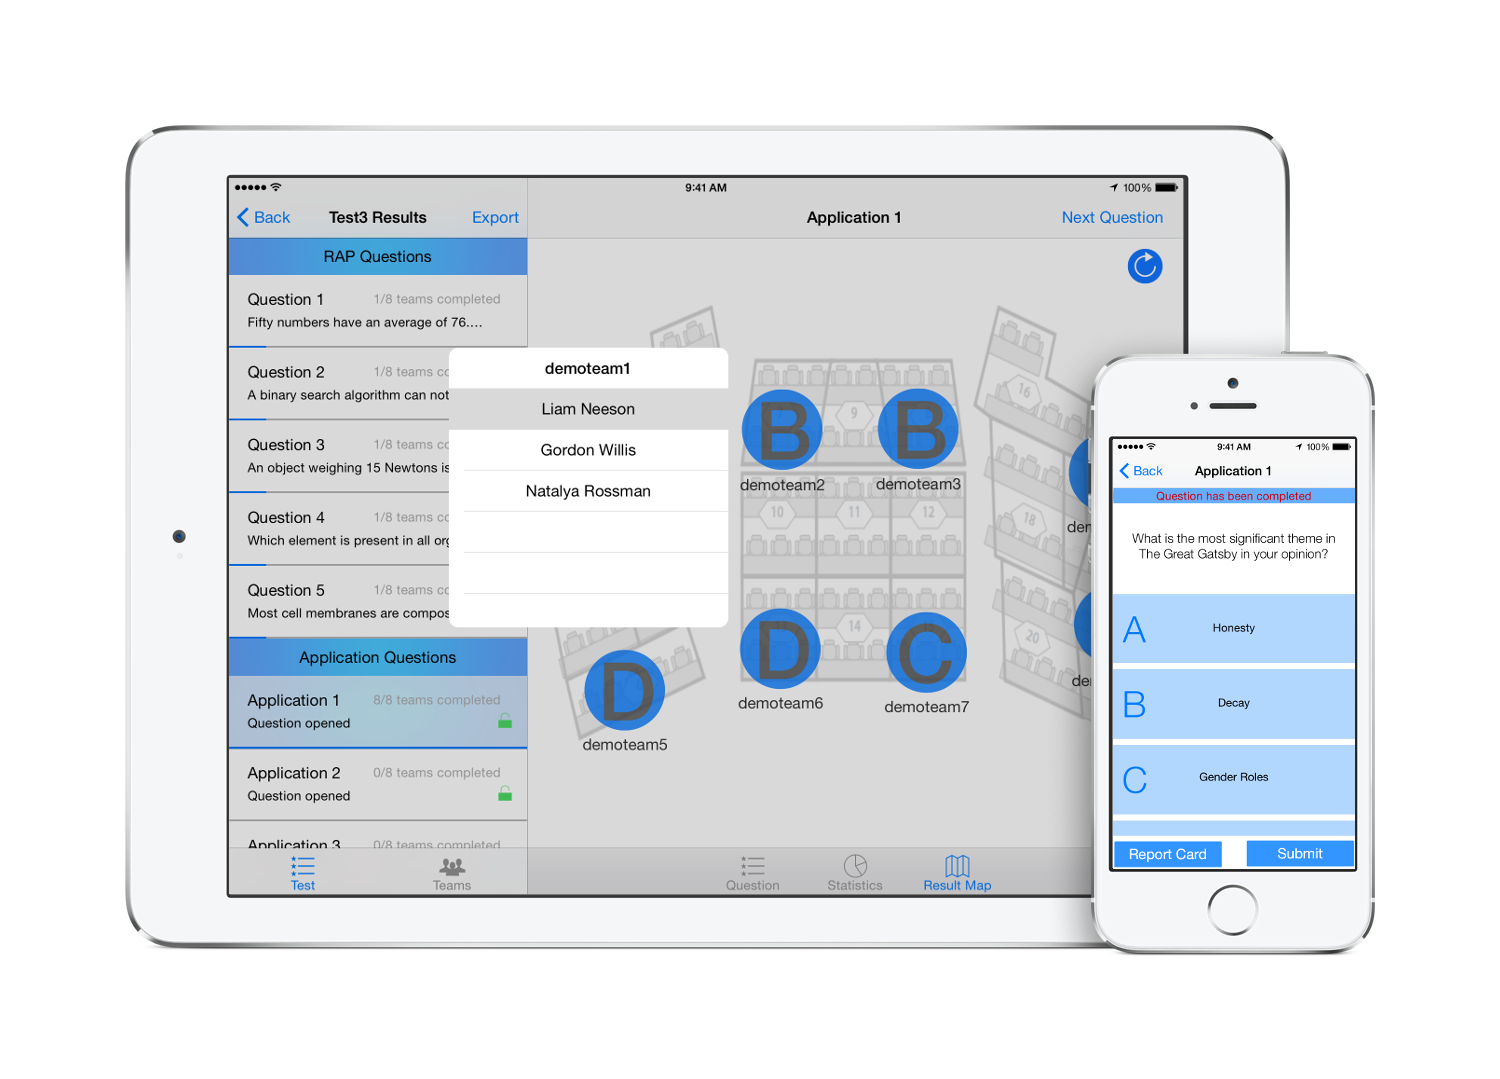 9:41 AM
100%
Back
Test3 Results
Export
Application 1
Next Question
RAP Questions
Question 1
1/8 teams completed
Fifty numbers have an average of 76....
Question 2
1/8 teams co
A binary search algorithm can not
Question 3
1/8 teams co
An object weighing 15 Newtons is
Question 4
1/8 teams co
Which element is present in all org
Question 5
1/8 teams co
Most cell membranes are compos
Application Questions
Application 1
8/8 teams completed
Question opened
Application 2
0/8 teams completed
Question opened
Application 3
0/8 teams completed
Test
Teams
demoteam1
Liam Neeson
Gordon Willis
Natalya Rossman
B
demoteam2
9
B
demoteam3
16
10
11
12
18
dem
D
demoteam5
D
demoteam6
14
C
demoteam7
20
de
Question
Statistics
Result Map
9:41 AM
100%
Back
Application 1
Question has been completed
What is the most significant theme in
The Great Gatsby in your opinion?
A
Honesty
B
Decay
C
Gender Roles
Report Card
Submit